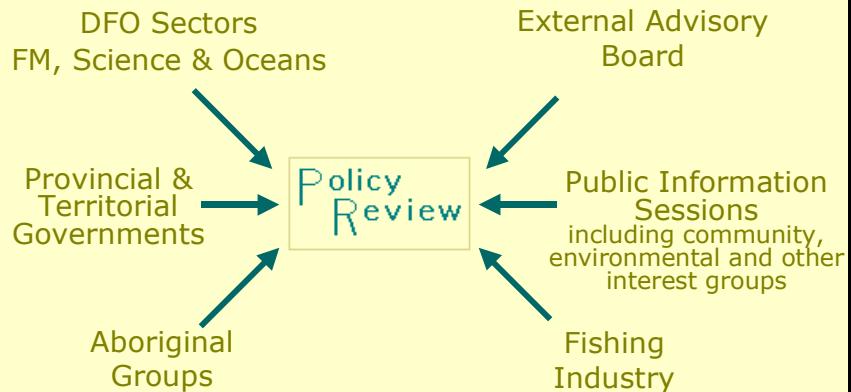 DFO Sectors
FM, Science & Oceans
External Advisory
Board
Provincial &
Territorial
Governments
Policy
Review
Public Information
Sessions
including community,
environmental and other
interest groups
Aboriginal
Groups
Fishing
Industry